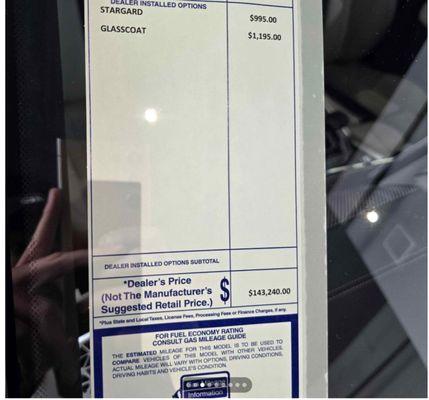 DEALER INSTALLED OPTIONS
STARGARD $995.00
GLASSCOAT $1,195.00
DEALER INSTALLED OPTIONS SUBTOTAL
*Dealer's Price
(Not The Manufacturer's
Suggested Retail Price.)
$ $143,240.00
*Plus State and Local Taxes, License Fees, Processing Fees or Finance Charges, if any.
FOR FUEL ECONOMY RATING
CONSULT GAS MILEAGE GUIDE
THE ESTIMATED MILEAGE FOR THIS MODEL IS TO BE USED TO
COMPARE VEHICLES OF THIS MODEL WITH OTHER VEHICLES.
ACTUAL MILEAGE WILL VARY WITH OPTIONS, DRIVING CONDITIONS,
DRIVING HABITS AND VEHICLE'S CONDITION.
Information